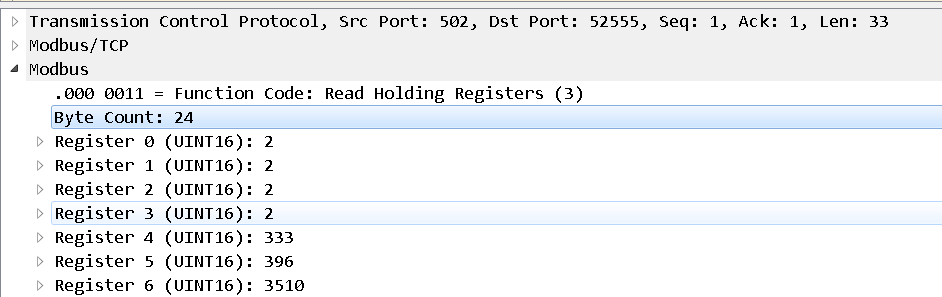 Transmission Control Protocol, Src Port: 502, Dst Port: 52555, Seq: 1, Ack: 1, Len: 33
Modbus/TCP
Modbus
.000 0011 = Function Code: Read Holding Registers (3)
Byte Count: 24
Register 0 (UINT16): 2
Register 1 (UINT16): 2
Register 2 (UINT16): 2
Register 3 (UINT16): 2
Register 4 (UINT16): 333
Register 5 (UINT16): 396
Register 6 (UINT16): 3510